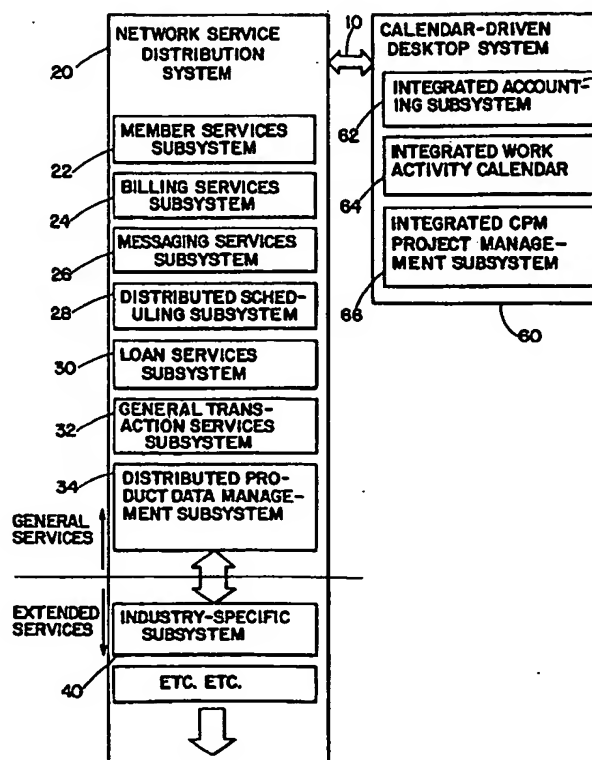 20
NETWORK SERVICE
DISTRIBUTION
SYSTEM
10
CALENDAR-DRIVEN
DESKTOP SYSTEM
INTEGRATED ACCOUNT-
ING SUBSYSTEM
62
INTEGRATED WORK
ACTIVITY CALENDAR
64
INTEGRATED CPM
PROJECT MANAGE-
MENT SUBSYSTEM
66
60
MEMBER SERVICES
SUBSYSTEM
22
BILLING SERVICES
SUBSYSTEM
24
MESSAGING SERVICES
SUBSYSTEM
26
DISTRIBUTED SCHED-
ULING SUBSYSTEM
28
LOAN SERVICES
SUBSYSTEM
30
GENERAL TRANS-
ACTION SERVICES
SUBSYSTEM
32
DISTRIBUTED PRO-
DUCT DATA MANAGE-
MENT SUBSYSTEM
34
GENERAL
SERVICES
EXTENDED
SERVICES
INDUSTRY-SPECIFIC
SUBSYSTEM
40
ETC. ETC.